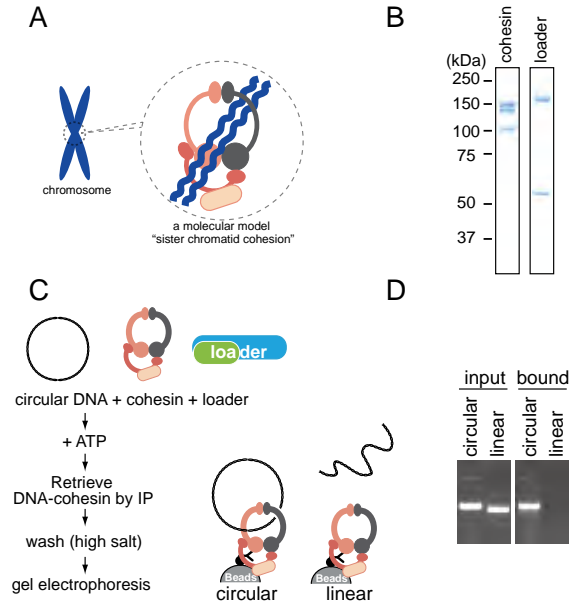 A
chromosome
a molecular model
“sister chromatid cohesion”
B
(kDa)
cohesin
loader
250
150
100
75
50
37
C
loader
circular DNA + cohesin + loader
+ ATP
Retrieve
DNA-cohesin by IP
wash (high salt)
gel electrophoresis
Beads
Beads
circular
linear
D
input
bound
circular
linear
circular
linear